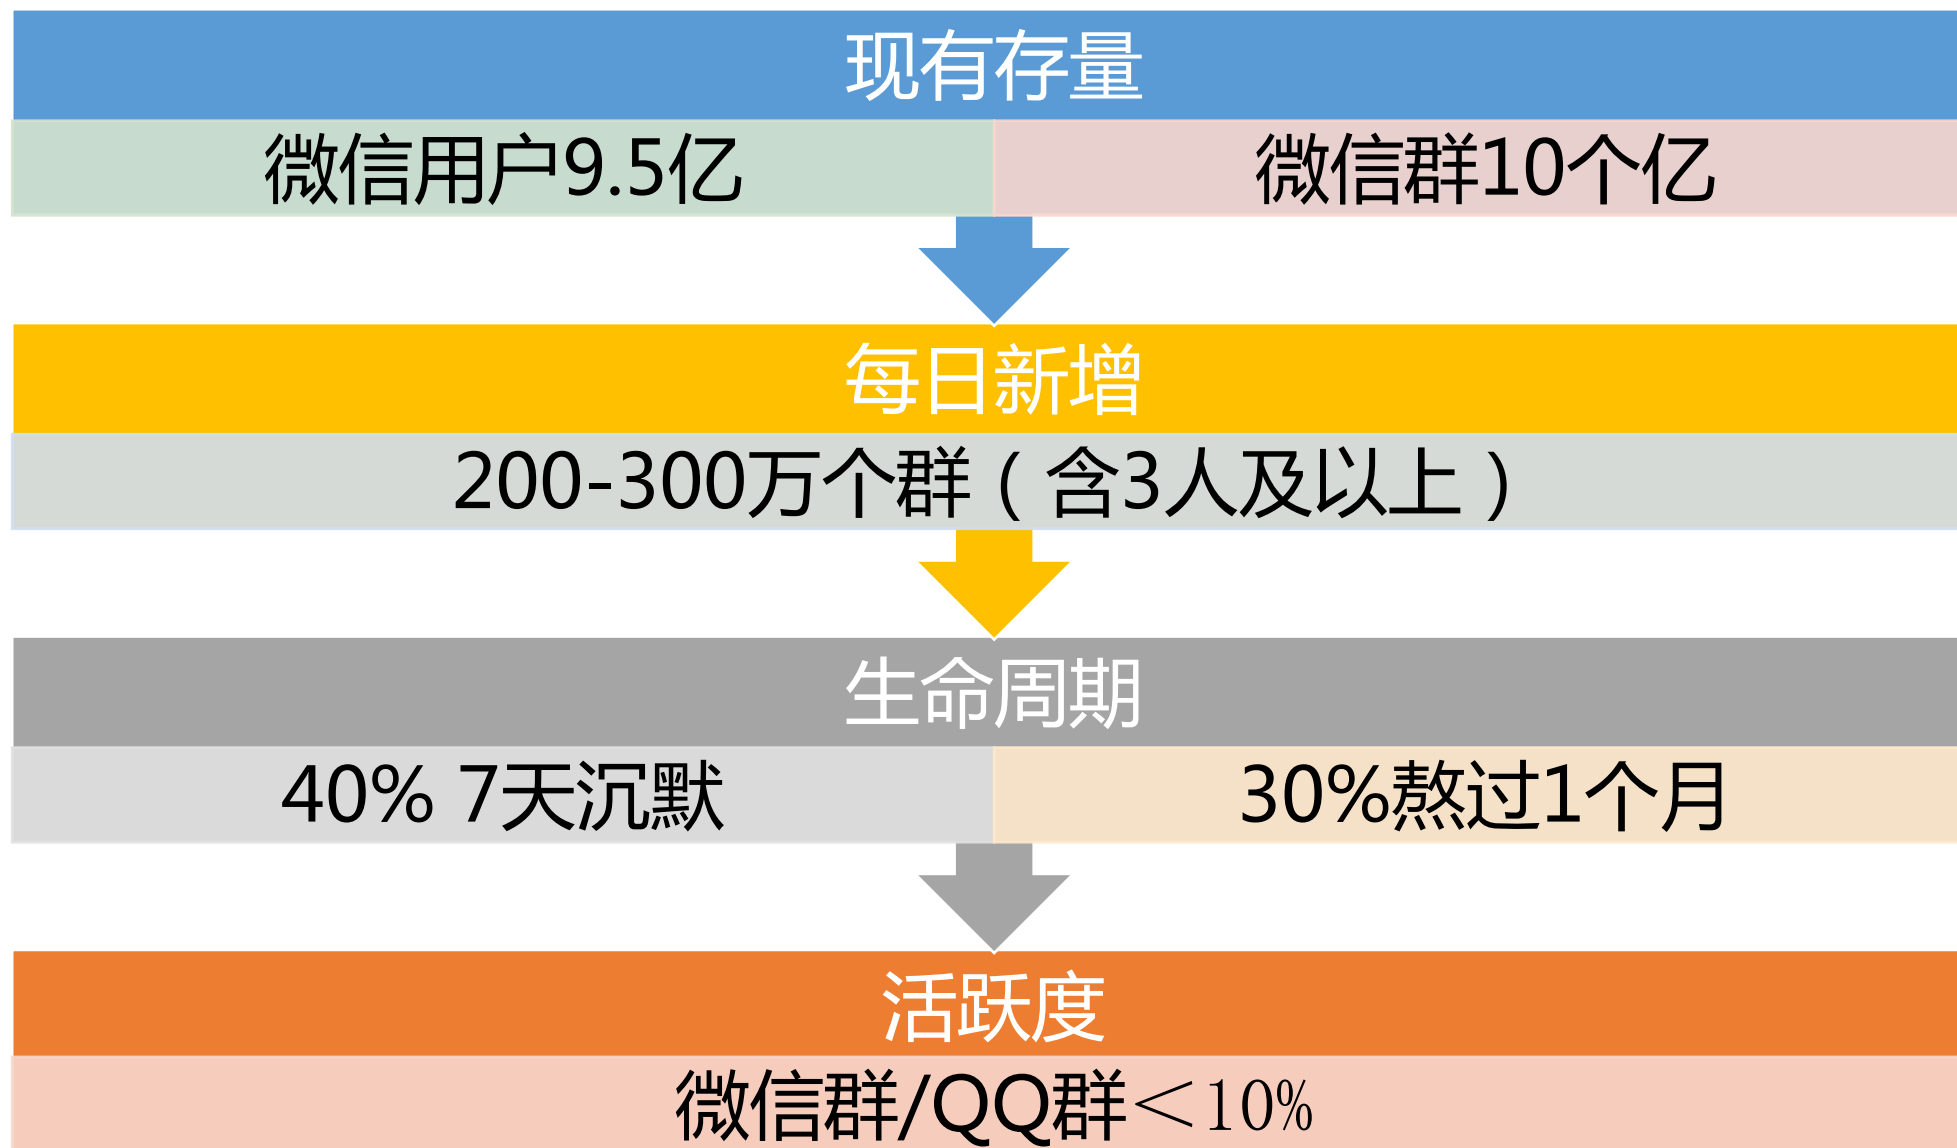 现有存量
微信用户9.5亿 微信群10个亿
每日新增
200-300万个群（含3人及以上）
生命周期
40% 7天沉默 30%熬过1个月
活跃度
微信群/QQ群＜10%